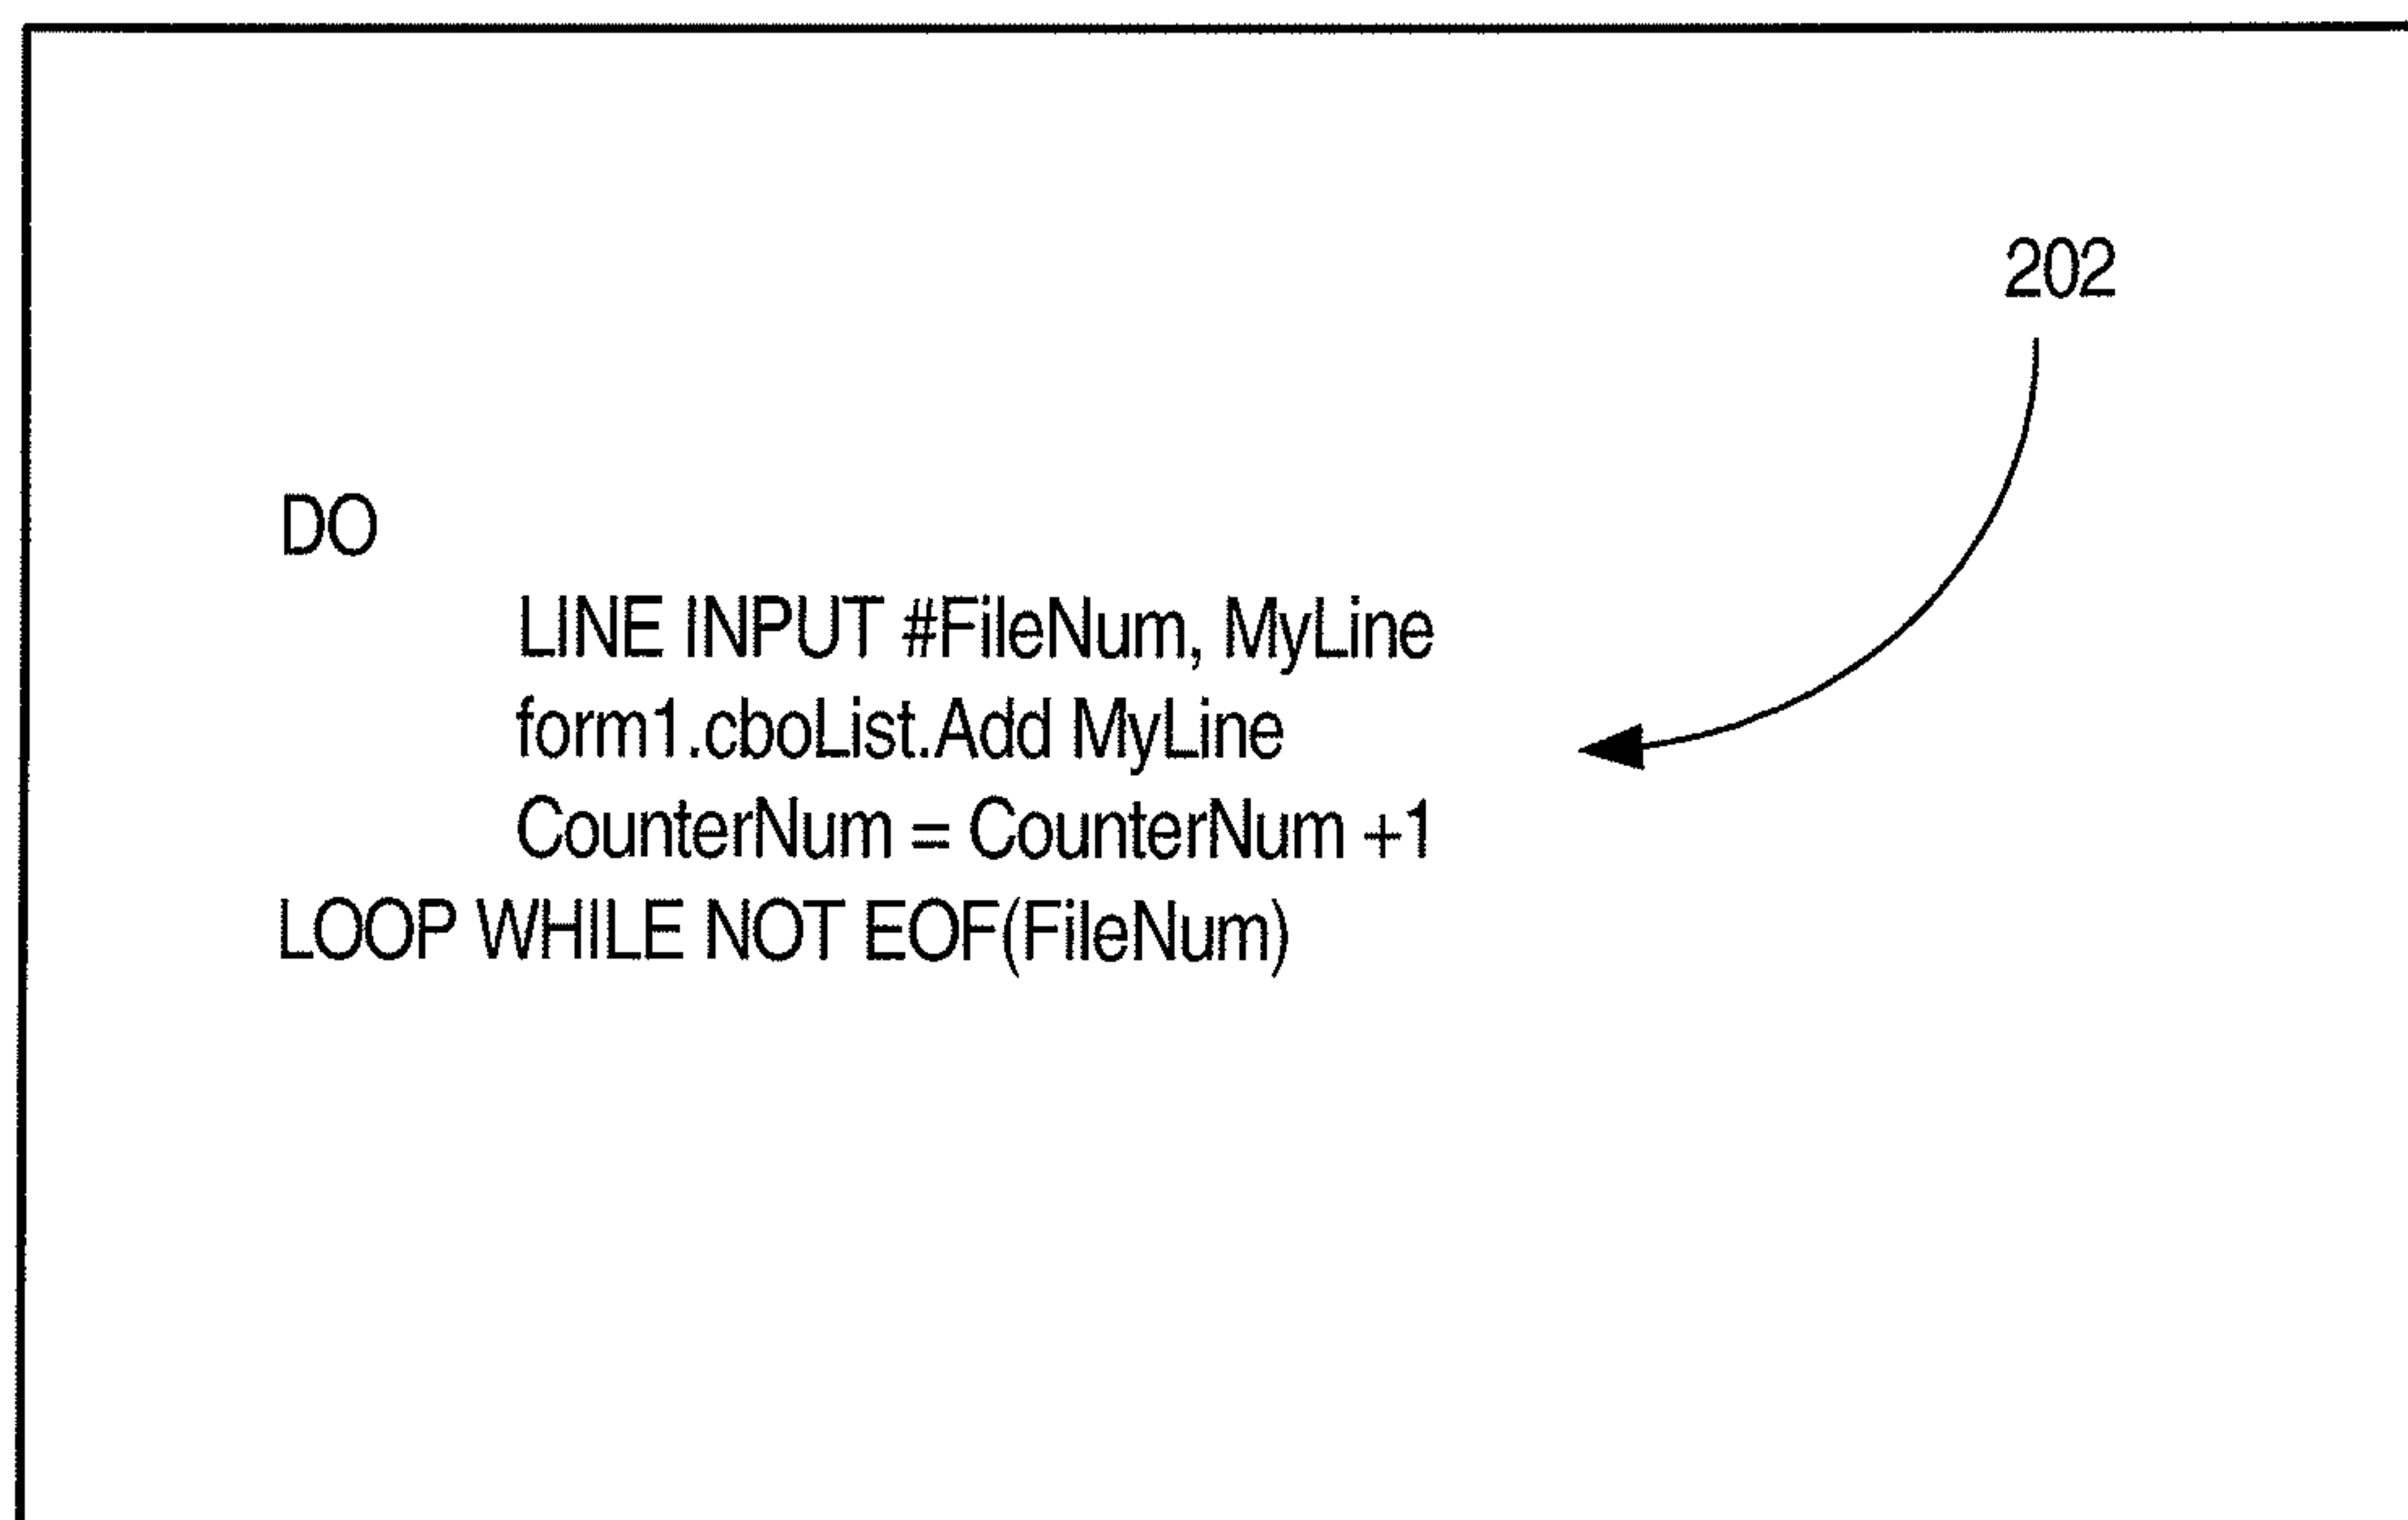 202
DO
LINE INPUT #FileNum, MyLine
form1.cboList.Add MyLine
CounterNum = CounterNum +1
LOOP WHILE NOT EOF(FileNum)